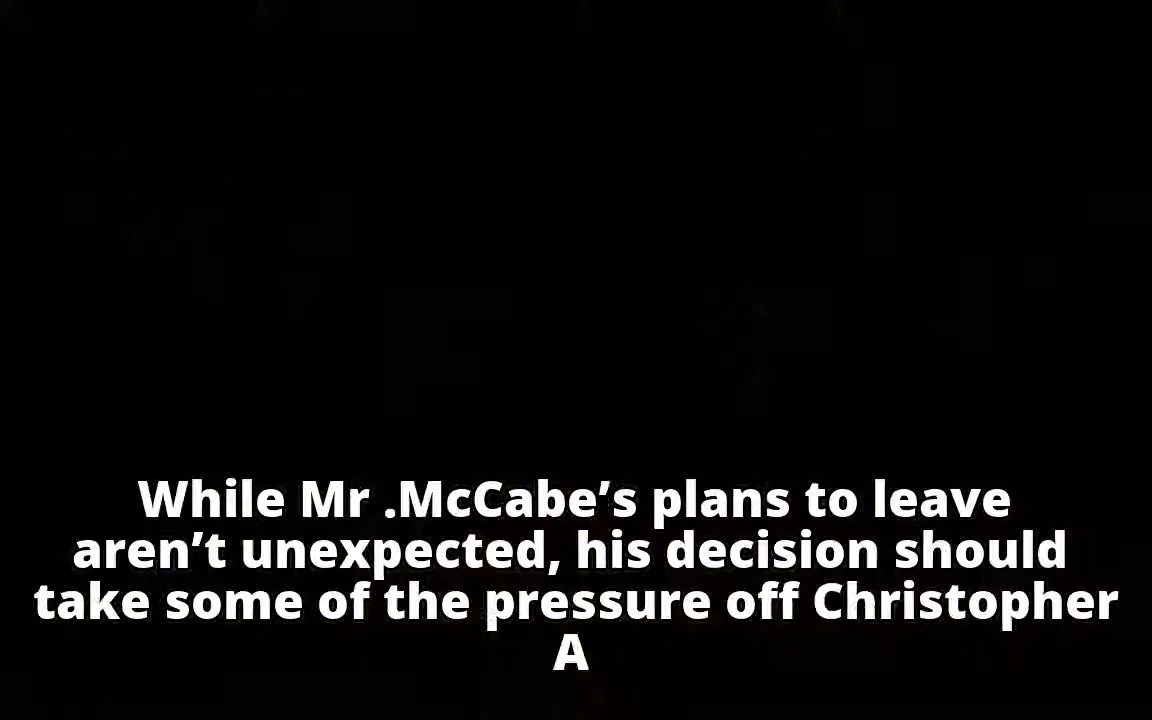 While Mr .McCabe’s plans to leave
aren’t unexpected, his decision should
take some of the pressure off Christopher
A